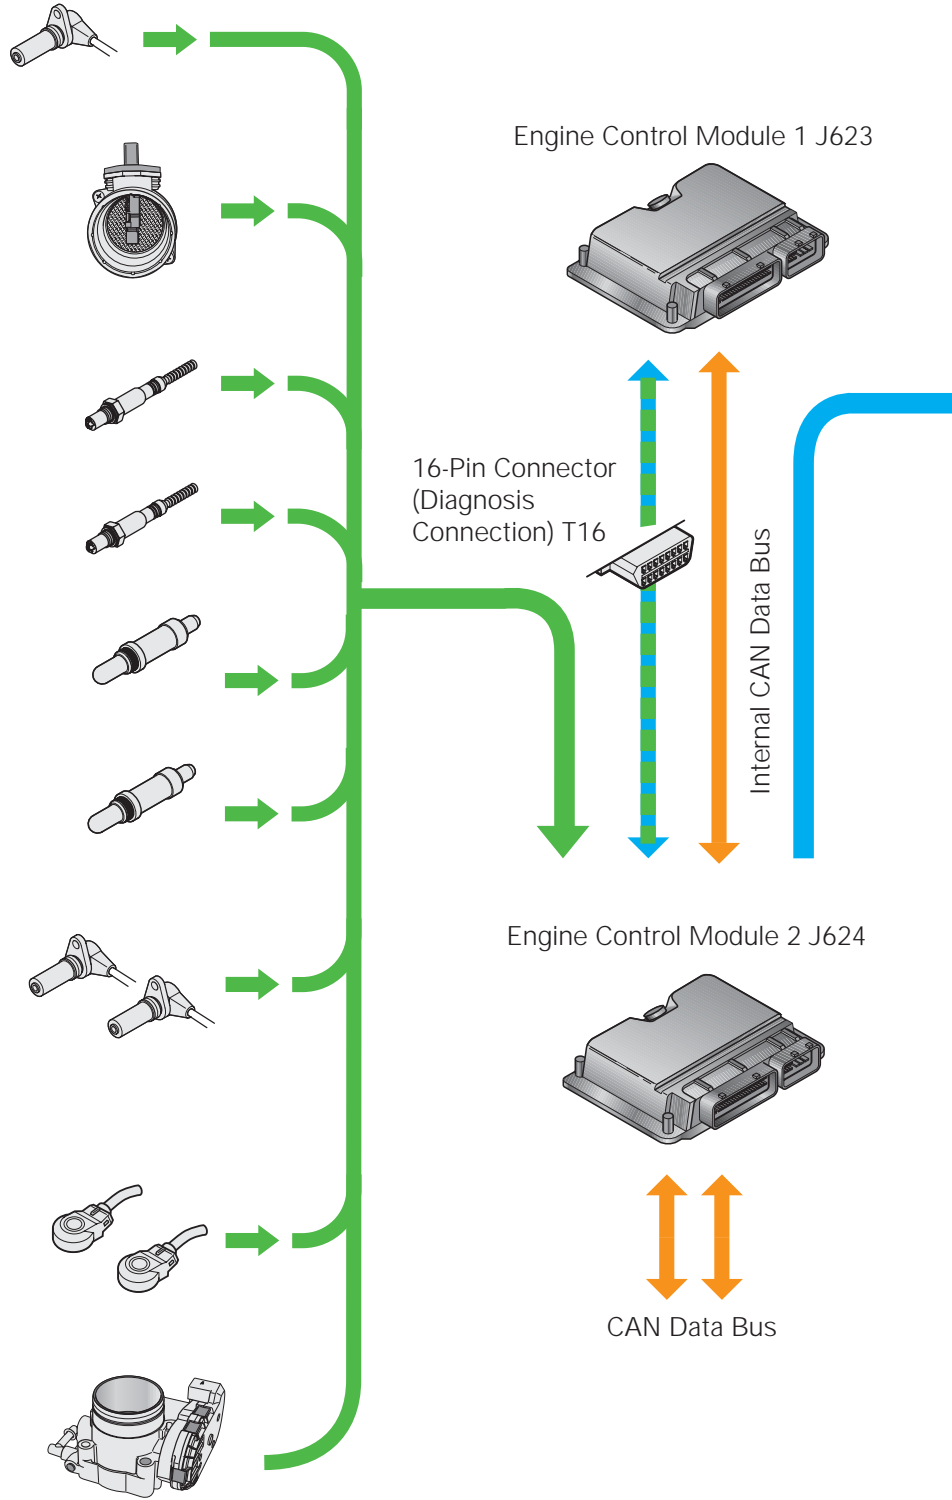 Engine Control Module 1 J623
16-Pin Connector
(Diagnosis
Connection) T16
Internal CAN Data Bus
Engine Control Module 2 J624
CAN Data Bus